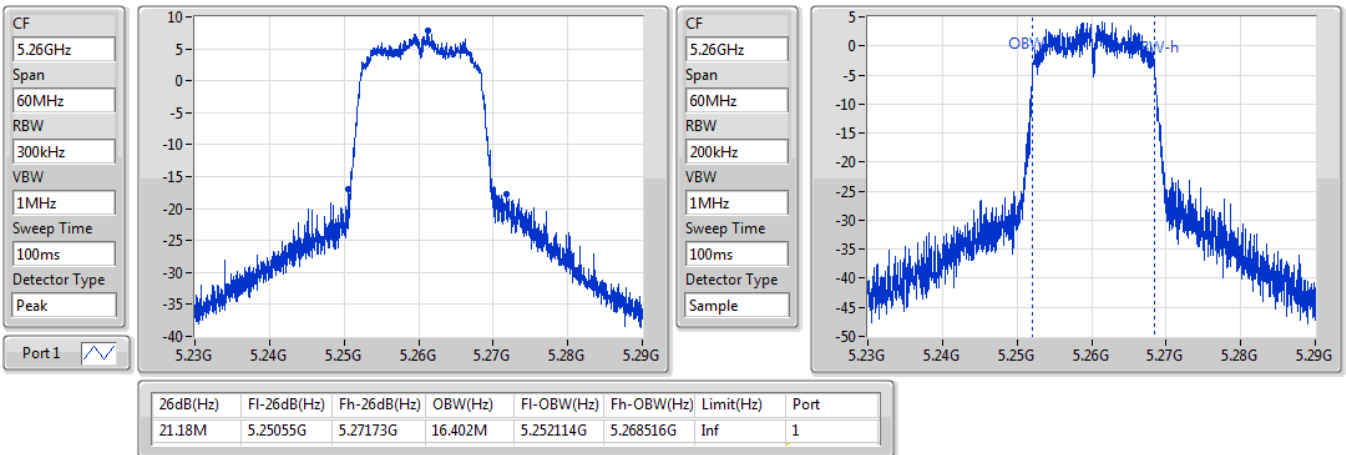 CF
5.26GHz
Span
60MHz
RBW
300kHz
VBW
1MHz
Sweep Time
100ms
Detector Type
Peak
Port 1
10
5
0
-5
-10
-15
-20
-25
-30
-35
-40
5.23G 5.24G 5.25G 5.26G 5.27G 5.28G 5.29G
CF
5.26GHz
Span
60MHz
RBW
200kHz
VBW
1MHz
Sweep Time
100ms
Detector Type
Sample
5
0
-5
-10
-15
-20
-25
-30
-35
-40
-45
-50
5.23G 5.24G 5.25G 5.26G 5.27G 5.28G 5.29G
26dB(Hz) Fl-26dB(Hz) Fh-26dB(Hz) OBW(Hz) Fl-OBW(Hz) Fh-OBW(Hz) Limit(Hz) Port
21.18M 5.25055G 5.27173G 16.402M 5.252114G 5.268516G Inf 1